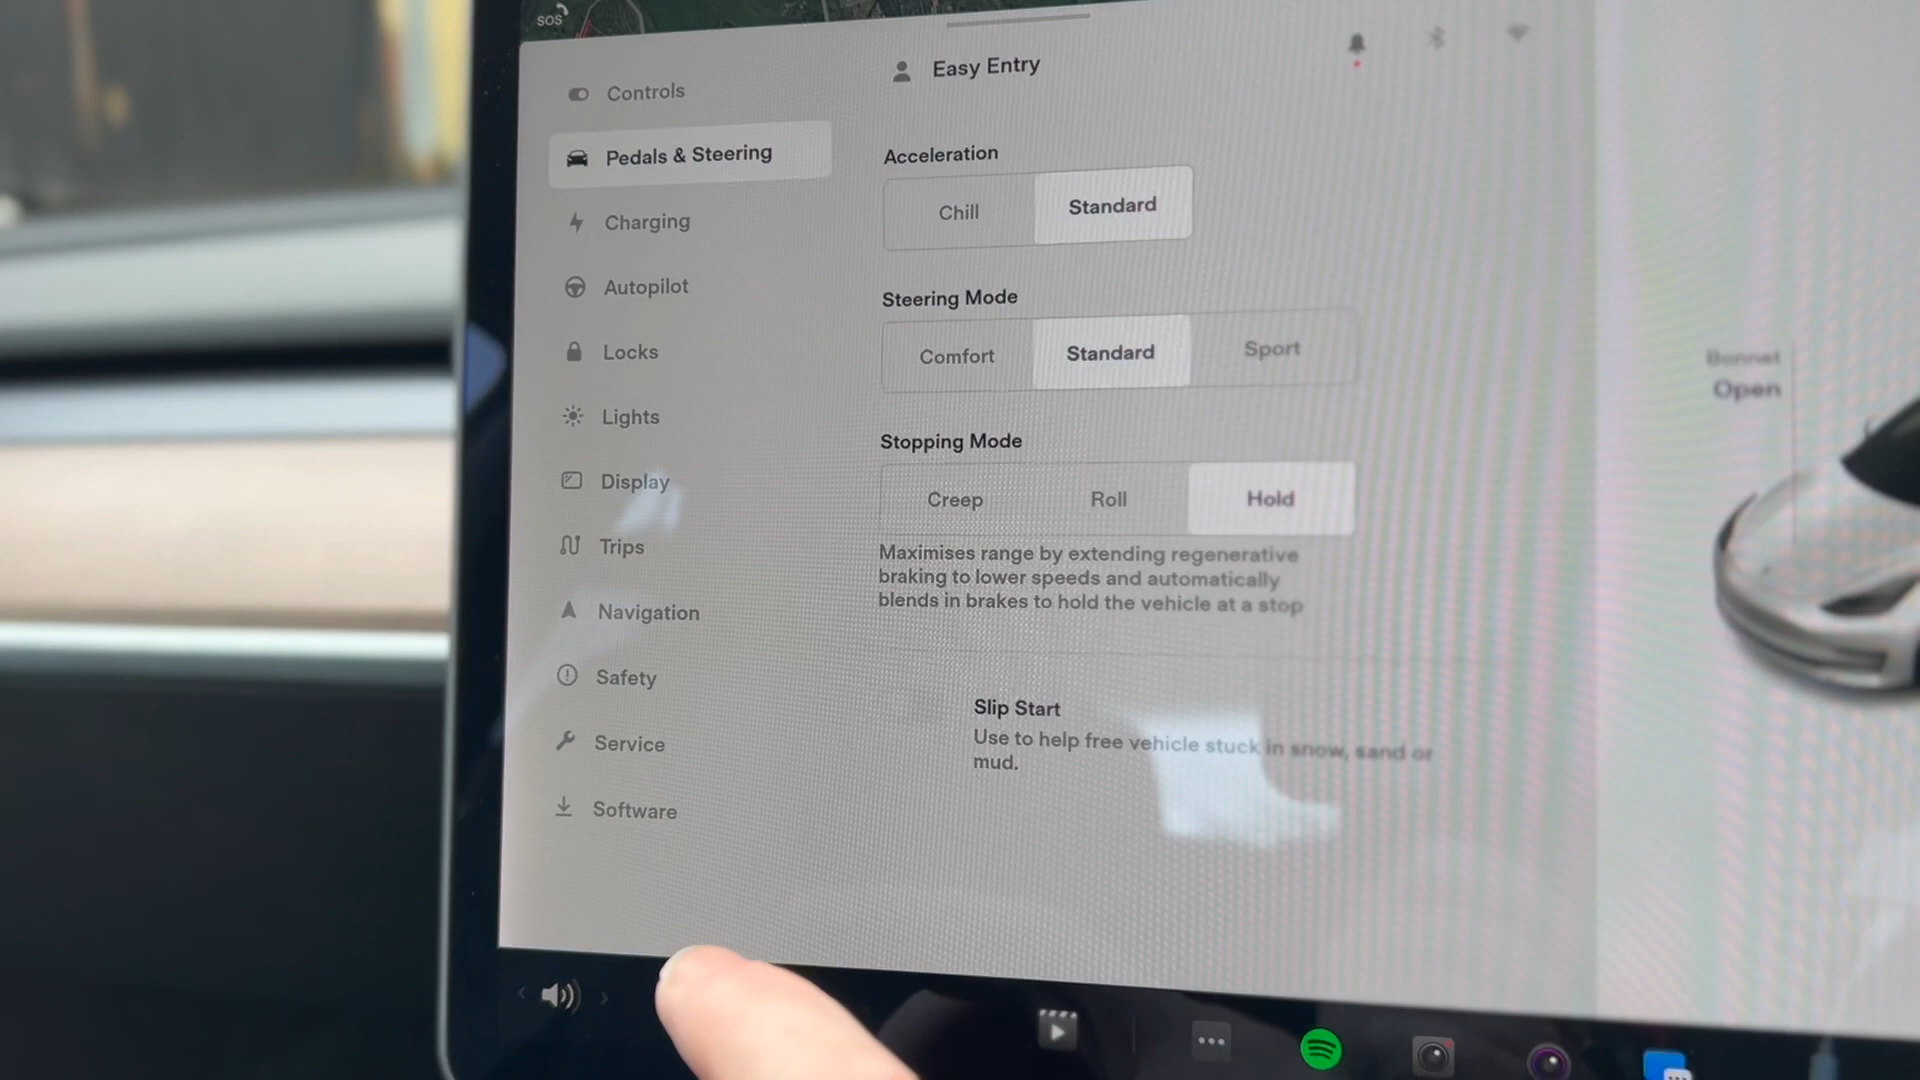 SOS
Easy Entry
Controls
Pedals & Steering
Charging
Autopilot
Locks
Lights
Display
Trips
Navigation
Safety
Service
Software
Acceleration
Chill
Standard
Steering Mode
Comfort
Standard
Sport
Stopping Mode
Creep
Roll
Hold
Maximises range by extending regenerative
braking to lower speeds and automatically
blends in brakes to hold the vehicle at a stop
Slip Start
Use to help free vehicle stuck in snow, sand or
mud.
Bonnet
Open